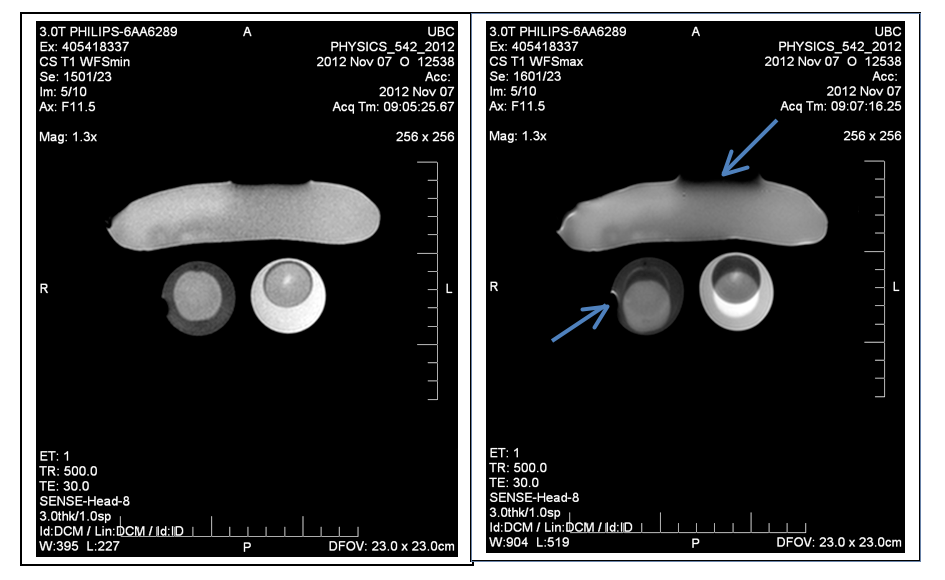 3.0T PHILIPS-6AA6289 A UBC
Ex: 405418337 PHYSICS_542_2012
CS T1 WFSmin 2012 Nov 07 O 12538
Se: 1501/23 Acc:
Im: 5/10 2012 Nov 07
Ax: F11.5 Acq Tm: 09:05:25.67
Mag: 1.3x 256 x 256
R L
ET: 1
TR: 500.0
TE: 30.0
SENSE-Head-8
3.0thk/1.0sp
Id:DCM / Lin:DCM / Id:ID
W:395 L:227 P DFOV: 23.0 x 23.0cm
3.0T PHILIPS-6AA6289 A UBC
Ex: 405418337 PHYSICS_542_2012
CS T1 WFSmax 2012 Nov 07 O 12538
Se: 1601/23 Acc:
Im: 5/10 2012 Nov 07
Ax: F11.5 Acq Tm: 09:07:16.25
Mag: 1.3x 256 x 256
R L
ET: 1
TR: 500.0
TE: 30.0
SENSE-Head-8
3.0thk/1.0sp
Id:DCM / Lin:DCM / Id:ID
W:904 L:519 P DFOV: 23.0 x 23.0cm